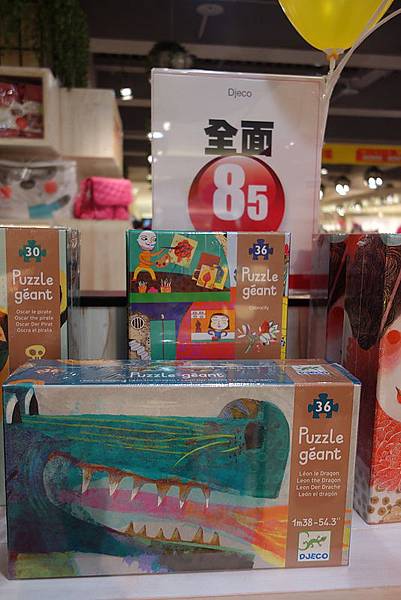 Djeco
全面
85
30
Puzzle
géant
Oscar le pirate
Oscar the pirate
Oscar Der Pirat
36
Puzzle
géant
Puzzle géant
36
Puzzle
géant
Léon le Dragon
Leon the Dragon
Leon Der Drache
León el dragón
1m38-54.3"
DJECO